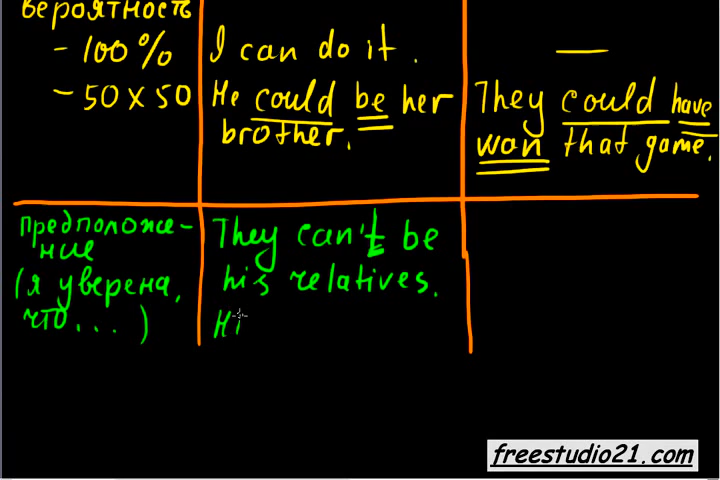 вероятность
- 100% I can do it. —
- 50 x 50 He could be her They could have
brother. won that game.
предположе- They can't be
ние his relatives.
(я уверена,
что...) Hi
freestudio21.com